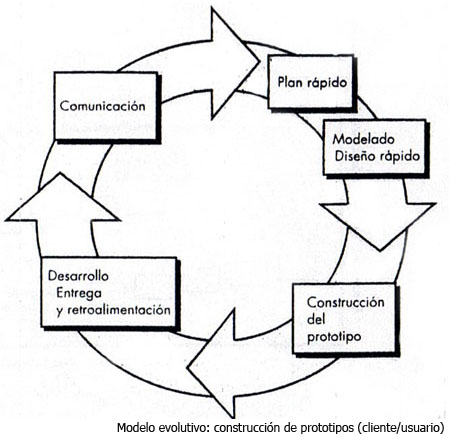 Comunicación
Plan rápido
Modelado
Diseño rápido
Construcción
del
prototipo
Desarrollo
Entrega
y retroalimentación
Modelo evolutivo: construcción de prototipos (cliente/usuario)